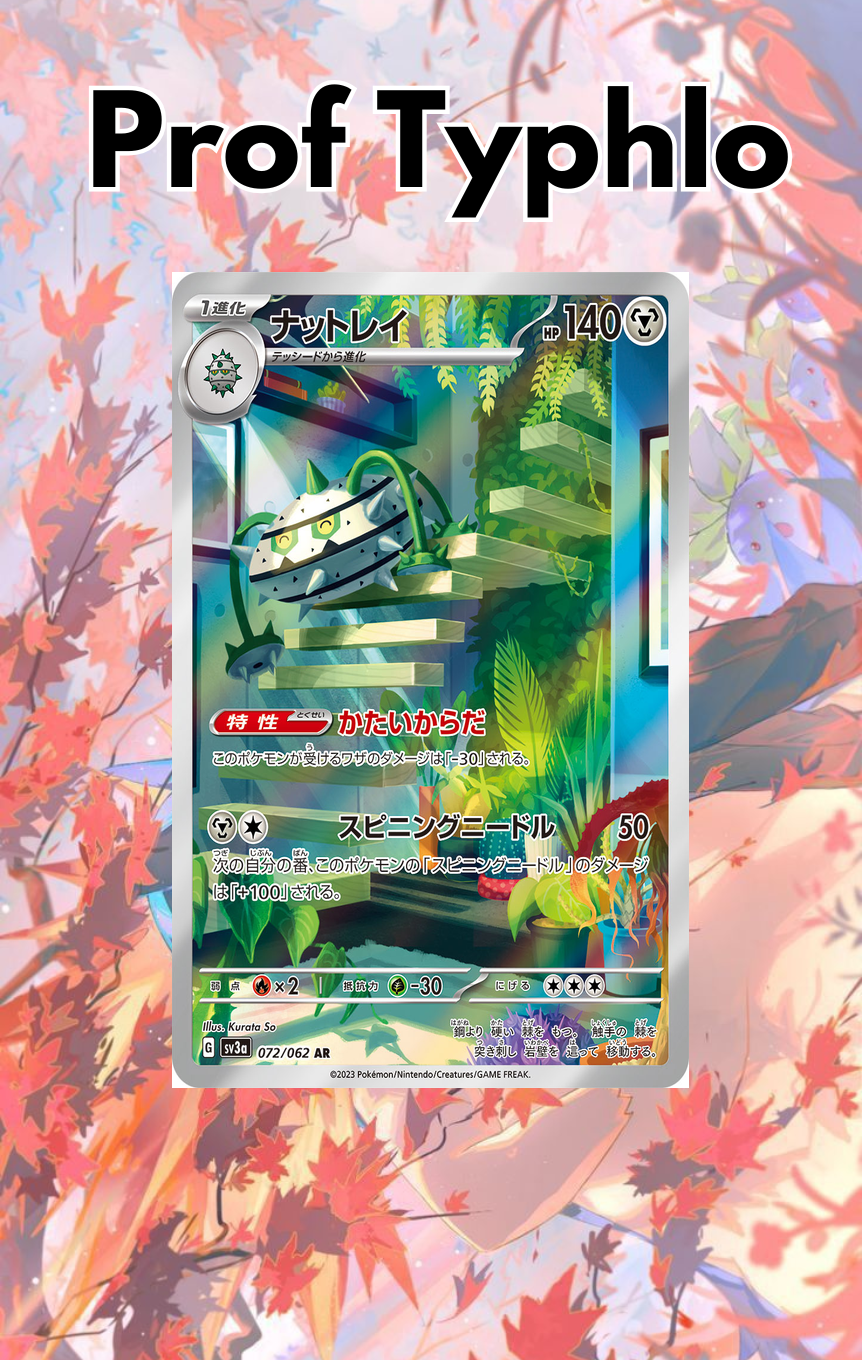 Prof Typhlo
1進化
ナットレイ
HP 140
テッシードから進化
特性 とくせい かたいからだ
このポケモンが受けるワザのダメージは「-30」される。
スピニングニードル 50
次の自分の番、このポケモンの「スピニングニードル」のダメージ
は「+100」される。
弱点 ×2 抵抗力 -30 にげる
Illus. Kurata So
鋼より 硬い 棘を もつ。 触手の 棘を
突き刺し 岩壁を 這って 移動する。
G sv3a 072/062 AR
©2023 Pokémon/Nintendo/Creatures/GAME FREAK.